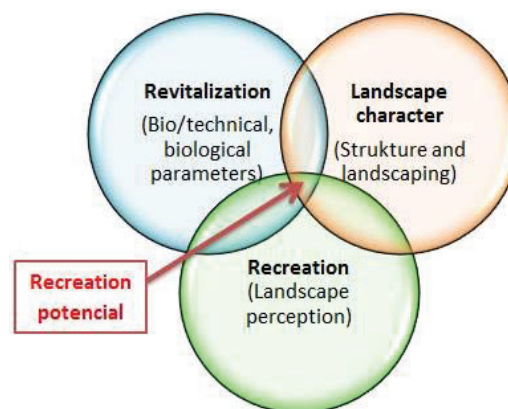 Revitalization
(Bio/technical,
biological
parameters)
Landscape
character
(Strukture and
landscaping)
Recreation
(Landscape
perception)
Recreation
potencial